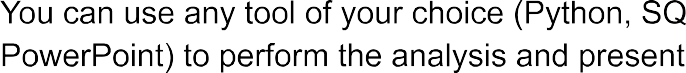 You can use any tool of your choice (Python, SQ
PowerPoint) to perform the analysis and present